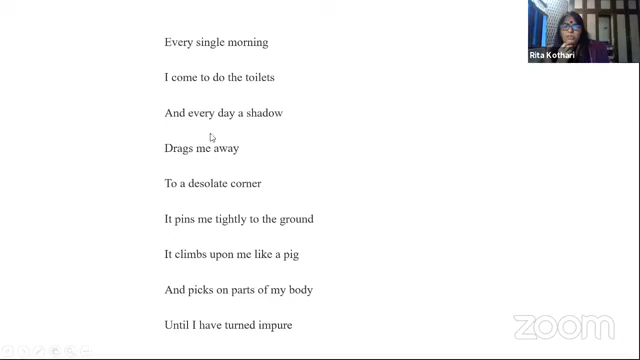 Every single morning
I come to do the toilets
And every day a shadow
Drags me away
To a desolate corner
It pins me tightly to the ground
It climbs upon me like a pig
And picks on parts of my body
Until I have turned impure
Rita Kothari
zoom